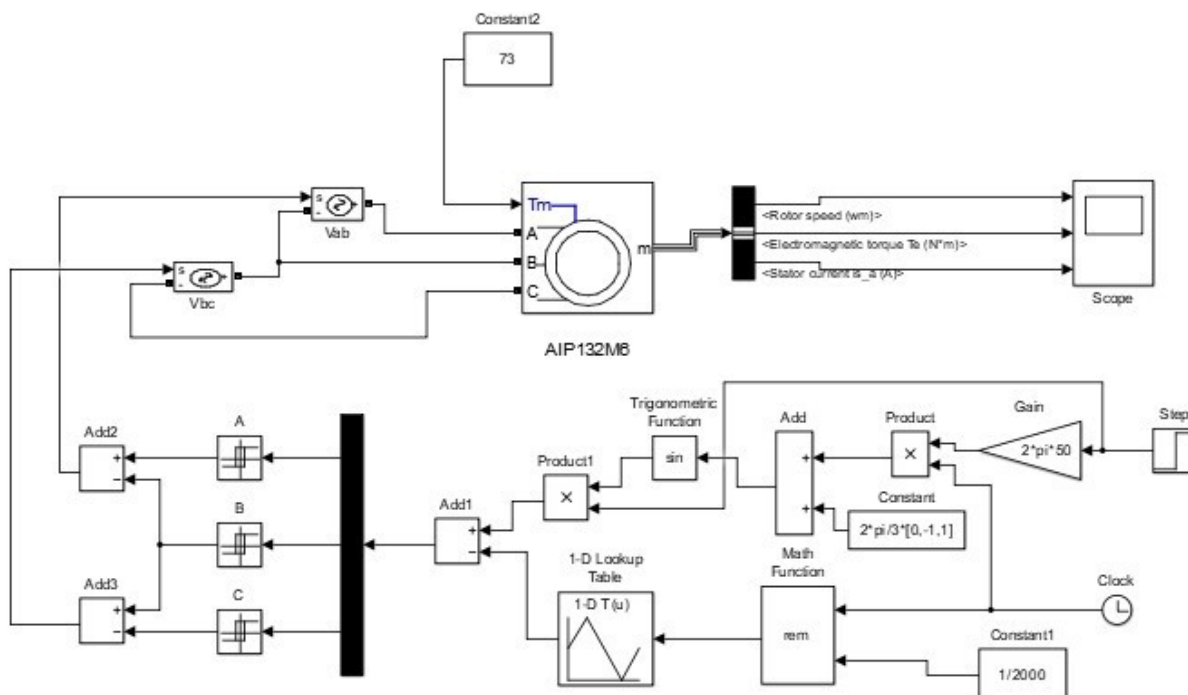 Constant2
73
s
-
+
Vab
s
-
+
Vbc
Tm
A
B
C
m
AIP132M6
<Rotor speed (wm)>
<Electromagnetic torque Te (N*m)>
<Stator current is_a (A)>
Scope
Add2
+
−
A
B
C
Add3
+
−
Add1
+
−
Product1
×
Trigonometric
Function
sin
Add
+
+
Product
×
Gain
2*pi*50
Step
Constant
2*pi/3*[0,-1,1]
1-D Lookup
Table
1-D T(u)
Math
Function
rem
Clock
Constant1
1/2000